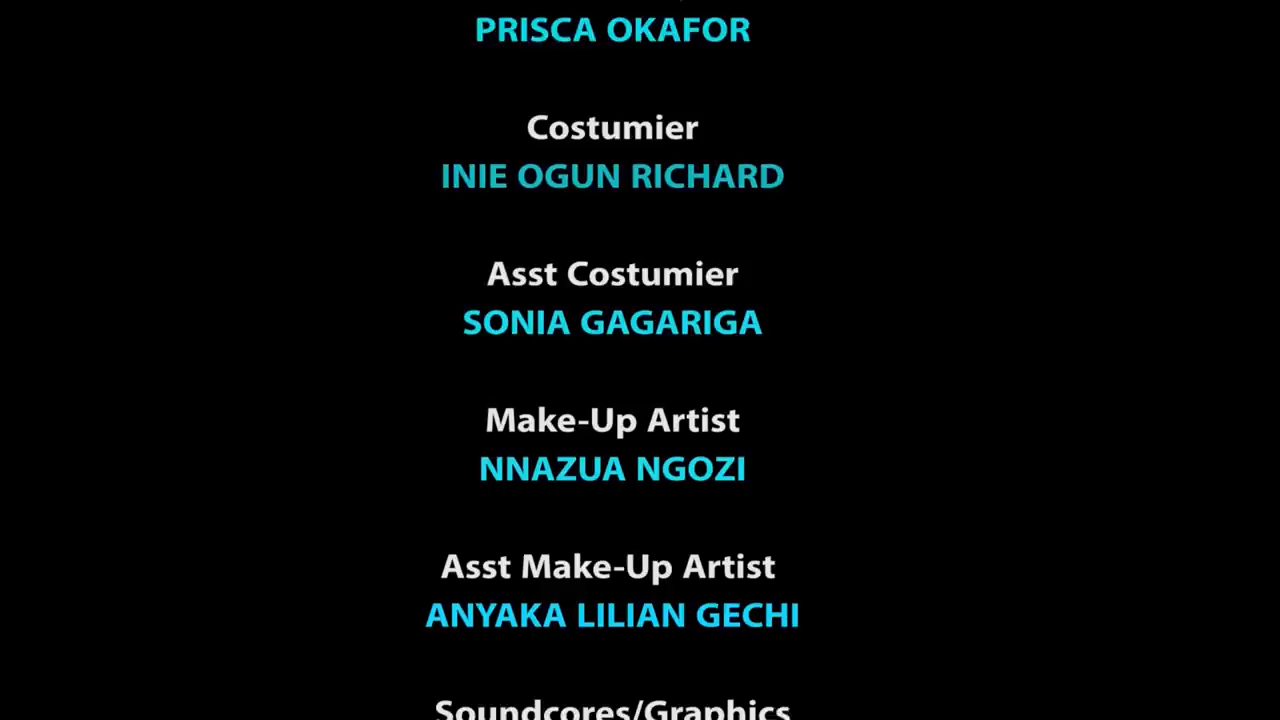 PRISCA OKAFOR
Costumier
INIE OGUN RICHARD
Asst Costumier
SONIA GAGARIGA
Make-Up Artist
NNAZUA NGOZI
Asst Make-Up Artist
ANYAKA LILIAN GECHI
Soundcores/Graphics